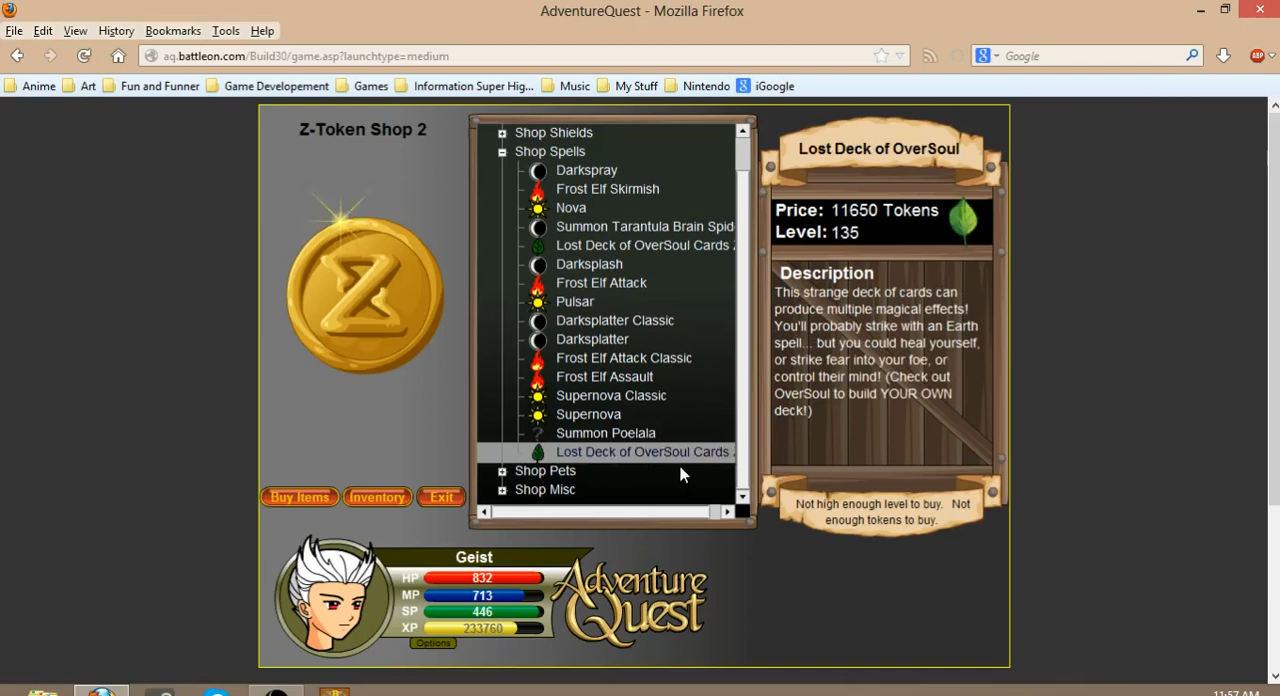 AdventureQuest - Mozilla Firefox
File Edit View History Bookmarks Tools Help
aq.battleon.com/Build30/game.asp?launchtype=medium
Google
ABP
Anime Art Fun and Funner Game Developement Games Information Super Hig... Music My Stuff Nintendo iGoogle
Z-Token Shop 2
Z
Buy Items Inventory Exit
Shop Shields
Shop Spells
Darkspray
Frost Elf Skirmish
Nova
Summon Tarantula Brain Spid
Lost Deck of OverSoul Cards
Darksplash
Frost Elf Attack
Pulsar
Darksplatter Classic
Darksplatter
Frost Elf Attack Classic
Frost Elf Assault
Supernova Classic
Supernova
? Summon Poelala
Lost Deck of OverSoul Cards
Shop Pets
Shop Misc
Lost Deck of OverSoul
Price: 11650 Tokens
Level: 135
Description
This strange deck of cards can
produce multiple magical effects!
You'll probably strike with an Earth
spell... but you could heal yourself,
or strike fear into your foe, or
control their mind! (Check out
OverSoul to build YOUR OWN
deck!)
Not high enough level to buy. Not
enough tokens to buy.
Geist
HP 832
MP 713
SP 446
XP 233760
Options
Adventure
Quest
11:57 AM